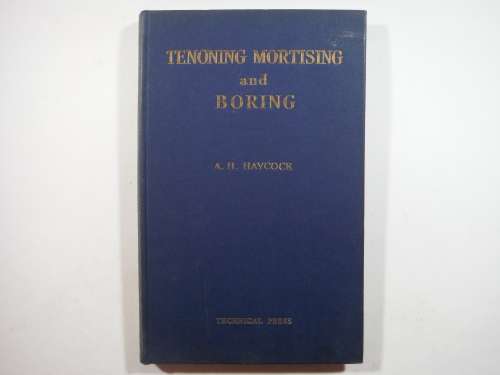 TENONING MORTISING
and
BORING
A. H. HAYCOCK
TECHNICAL PRESS